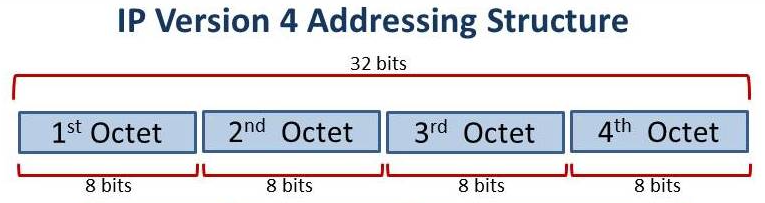 IP Version 4 Addressing Structure
32 bits
1st Octet 2nd Octet 3rd Octet 4th Octet
8 bits 8 bits 8 bits 8 bits